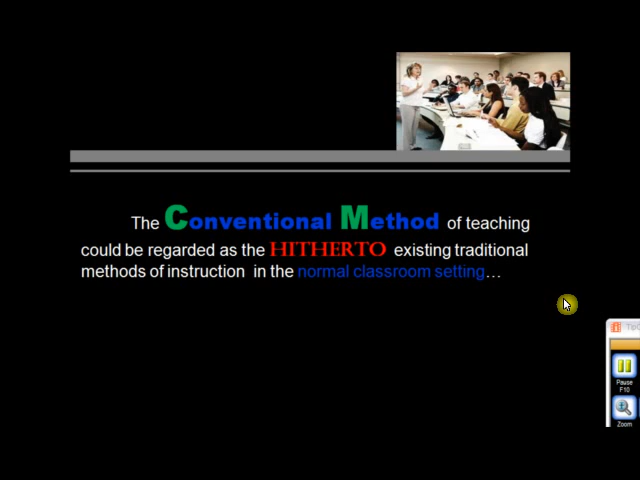 The Conventional Method of teaching
could be regarded as the HITHERTO existing traditional
methods of instruction in the normal classroom setting…
Pause
F10
Zoom